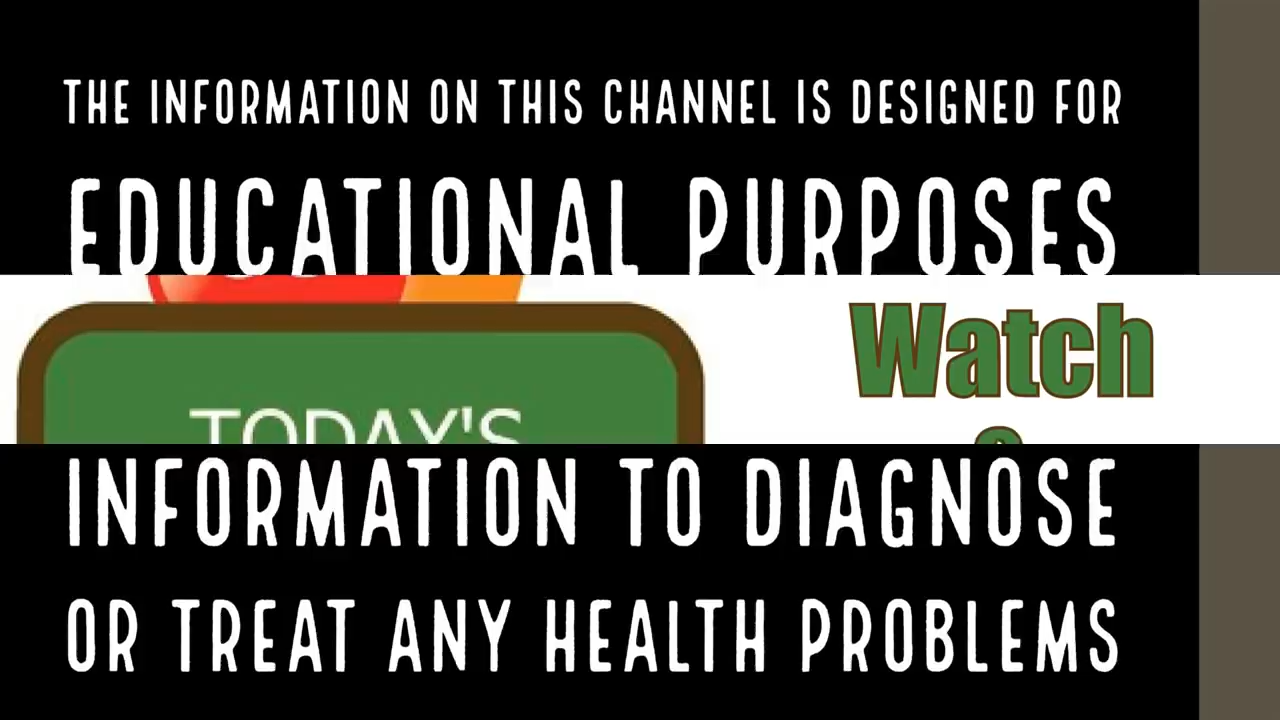 THE INFORMATION ON THIS CHANNEL IS DESIGNED FOR
EDUCATIONAL PURPOSES
Watch
TODAY'S
INFORMATION TO DIAGNOSE
OR TREAT ANY HEALTH PROBLEMS